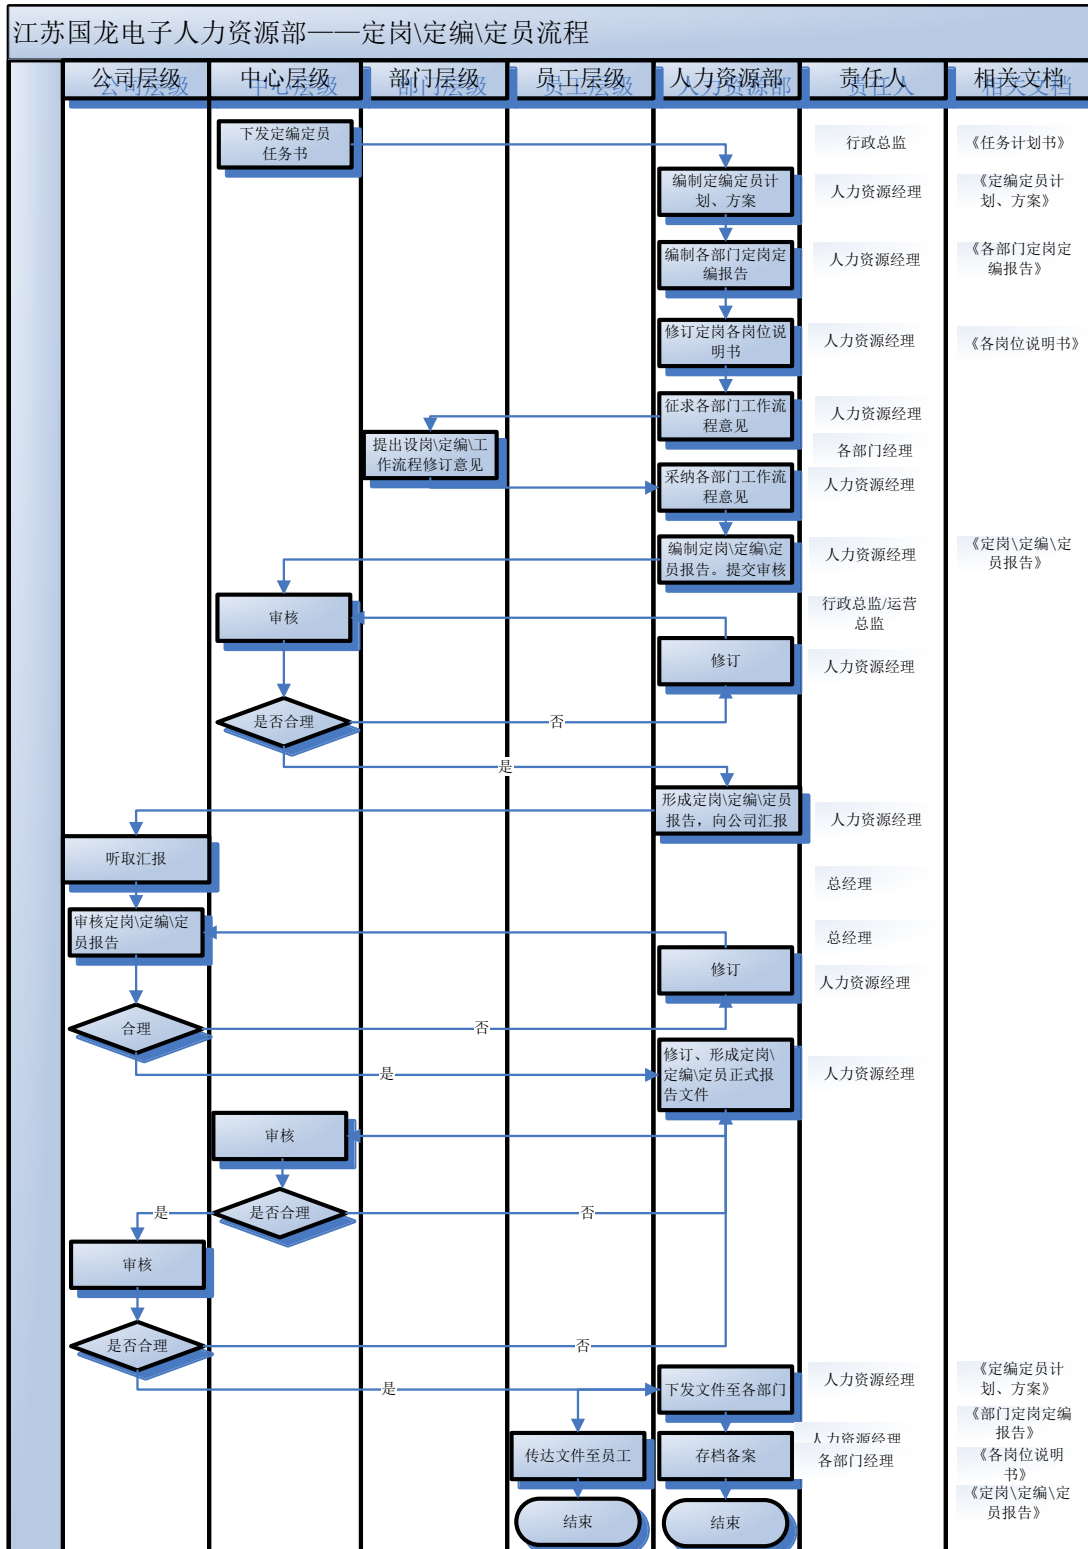 江苏国龙电子人力资源部——定岗\定编\定员流程
公司层级
中心层级
部门层级
员工层级
人力资源部
责任人
相关文档
下发定编定员
任务书
行政总监
《任务计划书》
编制定编定员计
划、方案
人力资源经理
《定编定员计
划、方案》
编制各部门定岗定
编报告
人力资源经理
《各部门定岗定
编报告》
修订定岗各岗位说
明书
人力资源经理
《各岗位说明书》
征求各部门工作流
程意见
人力资源经理
提出设岗\定编\工
作流程修订意见
各部门经理
采纳各部门工作流
程意见
人力资源经理
编制定岗\定编\定
员报告。提交审核
人力资源经理
《定岗\定编\定
员报告》
审核
行政总监/运营
总监
修订
人力资源经理
是否合理
否
是
形成定岗\定编\定员
报告，向公司汇报
人力资源经理
听取汇报
总经理
审核定岗\定编\定
员报告
总经理
修订
人力资源经理
合理
否
是
修订、形成定岗\
定编\定员正式报
告文件
人力资源经理
审核
是否合理
是
否
审核
是否合理
否
是
下发文件至各部门
人力资源经理
《定编定员计
划、方案》
《部门定岗定编
报告》
传达文件至员工
存档备案
人力资源经理
各部门经理
《各岗位说明
书》
《定岗\定编\定
员报告》
结束
结束